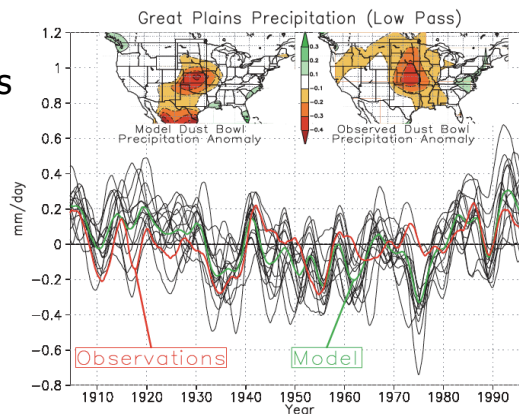 Great Plains Precipitation (Low Pass)
s
1.2
1
0.8
0.6
0.4
0.2
0
−0.2
−0.4
−0.6
−0.8
mm/day
Model Dust Bowl
Precipitation Anomaly
0.3
0.2
0.1
-0.1
-0.2
-0.3
-0.4
Observed Dust Bowl
Precipitation Anomaly
Observations
Model
1910 1920 1930 1940 1950 1960 1970 1980 1990
Year